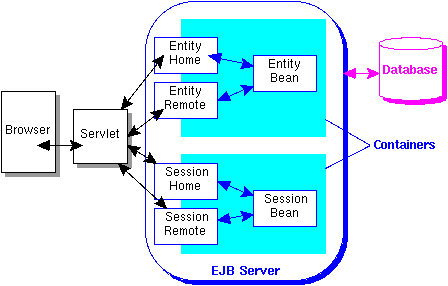 Entity
Home
Entity
Bean
Entity
Remote
Database
Browser
Servlet
Containers
Session
Home
Session
Bean
Session
Remote
EJB Server